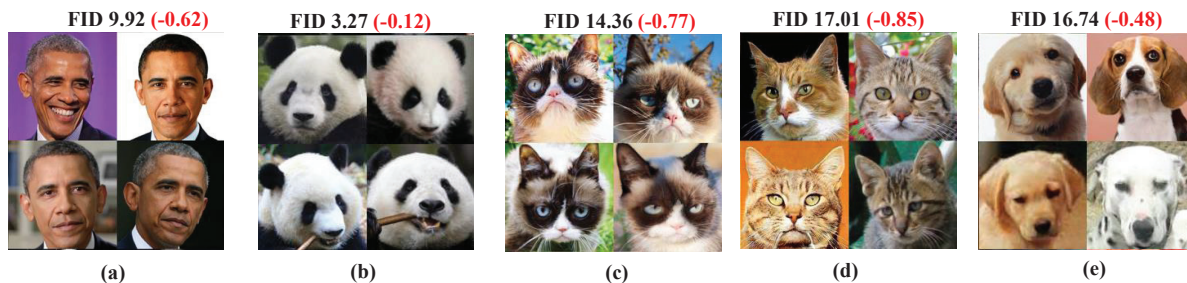 FID 9.92 (-0.62) FID 3.27 (-0.12) FID 14.36 (-0.77) FID 17.01 (-0.85) FID 16.74 (-0.48)
(a) (b) (c) (d) (e)